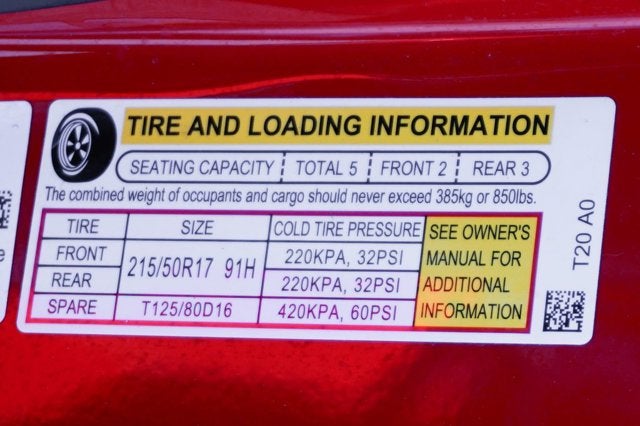 TIRE AND LOADING INFORMATION
SEATING CAPACITY TOTAL 5 FRONT 2 REAR 3
The combined weight of occupants and cargo should never exceed 385kg or 850lbs.
TIRE SIZE COLD TIRE PRESSURE
FRONT 215/50R17 91H 220KPA, 32PSI
REAR 220KPA, 32PSI
SPARE T125/80D16 420KPA, 60PSI
SEE OWNER'S
MANUAL FOR
ADDITIONAL
INFORMATION
T20 A0